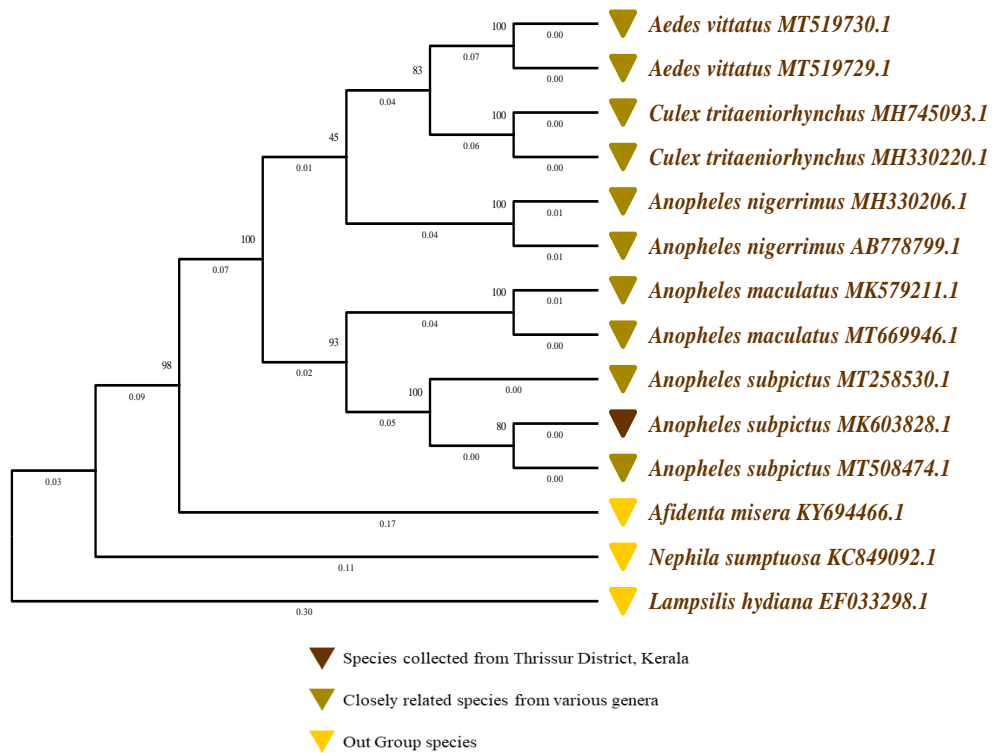 100
0.00
Aedes vittatus MT519730.1
0.07
83
0.00
Aedes vittatus MT519729.1
0.04
100
0.00
Culex tritaeniorhynchus MH745093.1
45
0.06
0.00
Culex tritaeniorhynchus MH330220.1
0.01
100
0.01
Anopheles nigerrimus MH330206.1
0.04
100
0.01
Anopheles nigerrimus AB778799.1
0.07
100
0.01
Anopheles maculatus MK579211.1
0.04
93
0.00
Anopheles maculatus MT669946.1
98
0.02
100
0.00
Anopheles subpictus MT258530.1
0.09
0.05
80
0.00
Anopheles subpictus MK603828.1
0.00
0.00
Anopheles subpictus MT508474.1
0.03
0.17
Afidenta misera KY694466.1
0.11
Nephila sumptuosa KC849092.1
0.30
Lampsilis hydiana EF033298.1
Species collected from Thrissur District, Kerala
Closely related species from various genera
Out Group species